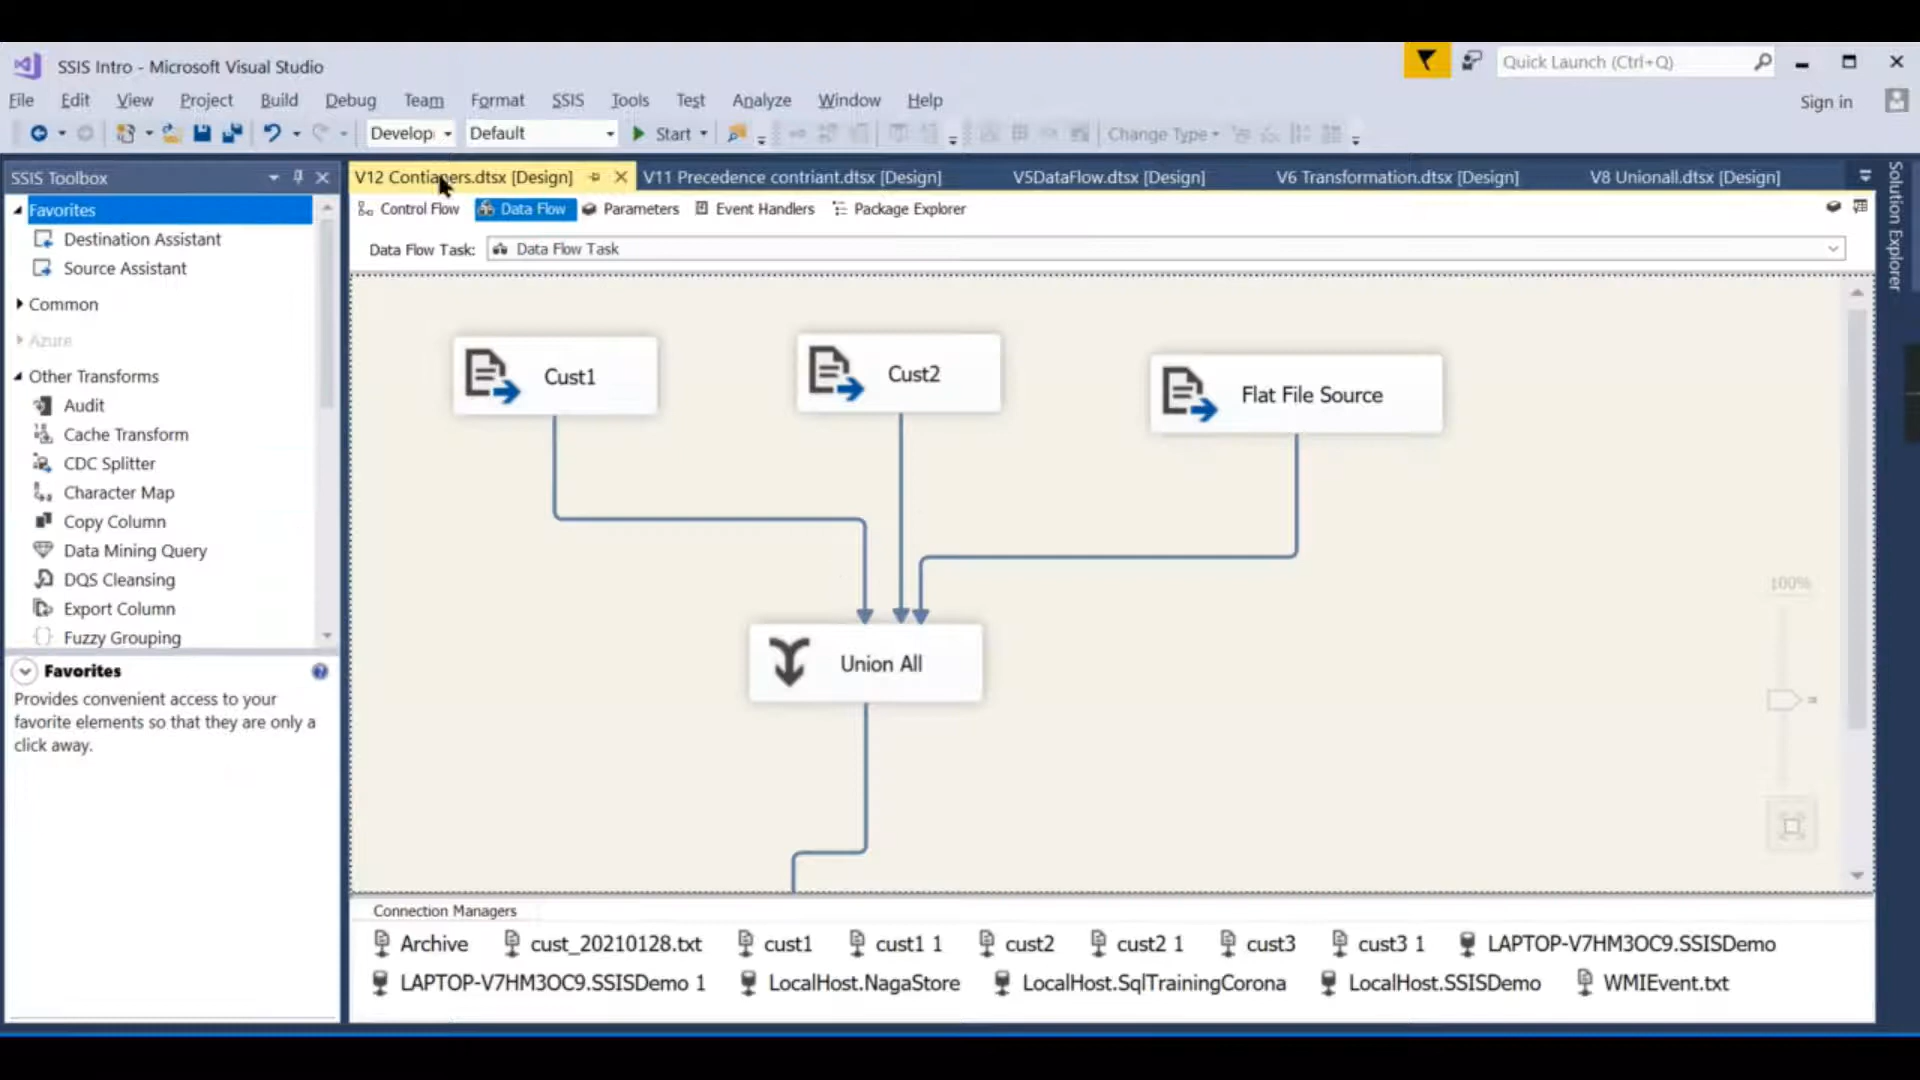 SSIS Intro - Microsoft Visual Studio
Quick Launch (Ctrl+Q)
File Edit View Project Build Debug Team Format SSIS Tools Test Analyze Window Help
Sign in
Develop Default Start Change Type
SSIS Toolbox
V12 Contianers.dtsx [Design] V11 Precedence contriant.dtsx [Design] V5DataFlow.dtsx [Design] V6 Transformation.dtsx [Design] V8 Unionall.dtsx [Design]
Solution Explorer
Control Flow Data Flow Parameters Event Handlers Package Explorer
Data Flow Task: Data Flow Task
Favorites
Destination Assistant
Source Assistant
Common
Azure
Other Transforms
Audit
Cache Transform
CDC Splitter
Character Map
Copy Column
Data Mining Query
DQS Cleansing
Export Column
Fuzzy Grouping
Favorites
Provides convenient access to your
favorite elements so that they are only a
click away.
Cust1
Cust2
Flat File Source
Union All
100%
Connection Managers
Archive cust_20210128.txt cust1 cust1 1 cust2 cust2 1 cust3 cust3 1 LAPTOP-V7HM3OC9.SSISDemo
LAPTOP-V7HM3OC9.SSISDemo 1 LocalHost.NagaStore LocalHost.SqlTrainingCorona LocalHost.SSISDemo WMIEvent.txt